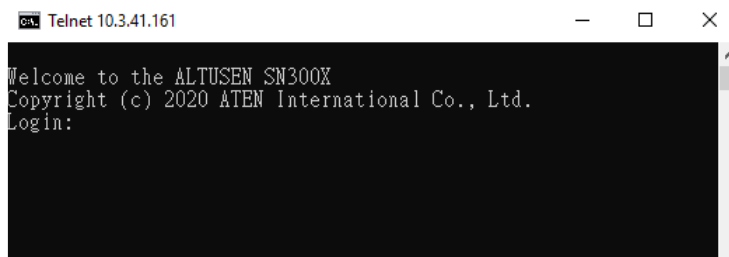 Telnet 10.3.41.161
Welcome to the ALTUSEN SN300X
Copyright (c) 2020 ATEN International Co., Ltd.
Login: